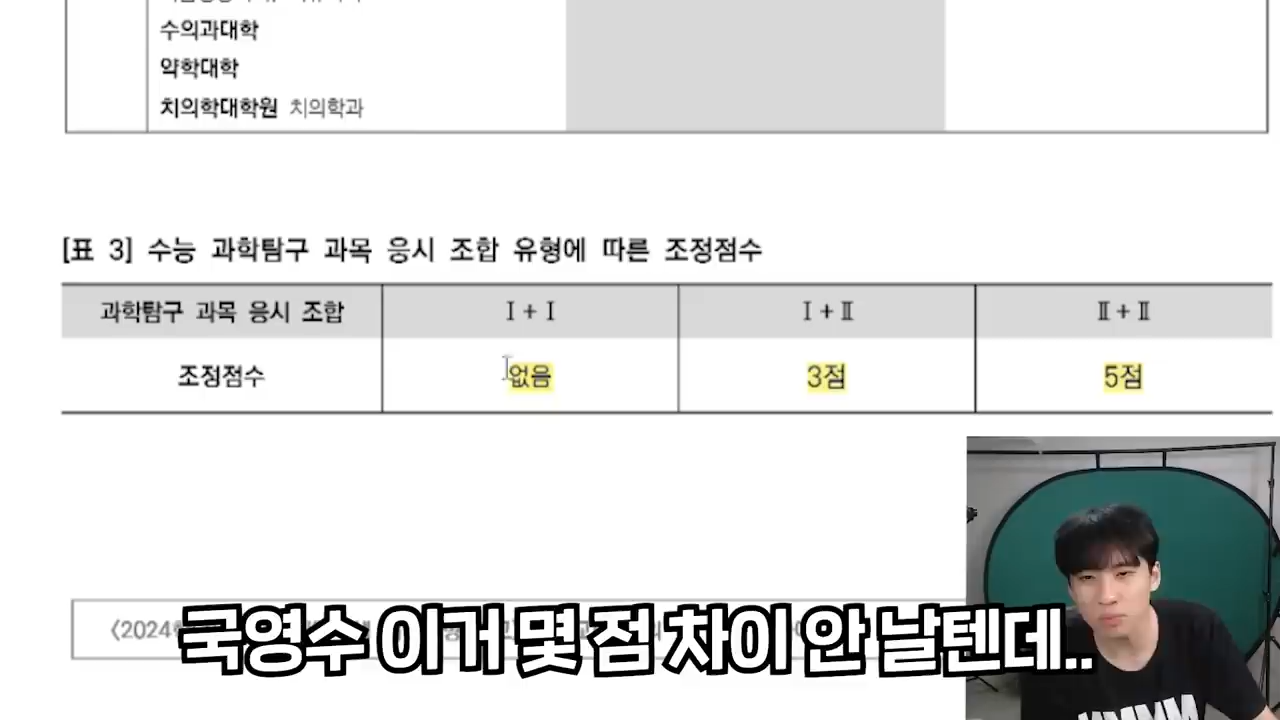 수의과대학
약학대학
치의학대학원 치의학과
[표 3] 수능 과학탐구 과목 응시 조합 유형에 따른 조정점수
과학탐구 과목 응시 조합 Ⅰ+Ⅰ Ⅰ+Ⅱ Ⅱ+Ⅱ
조정점수 없음 3점 5점
〈2024
국영수 이거 몇 점 차이 안 날텐데..